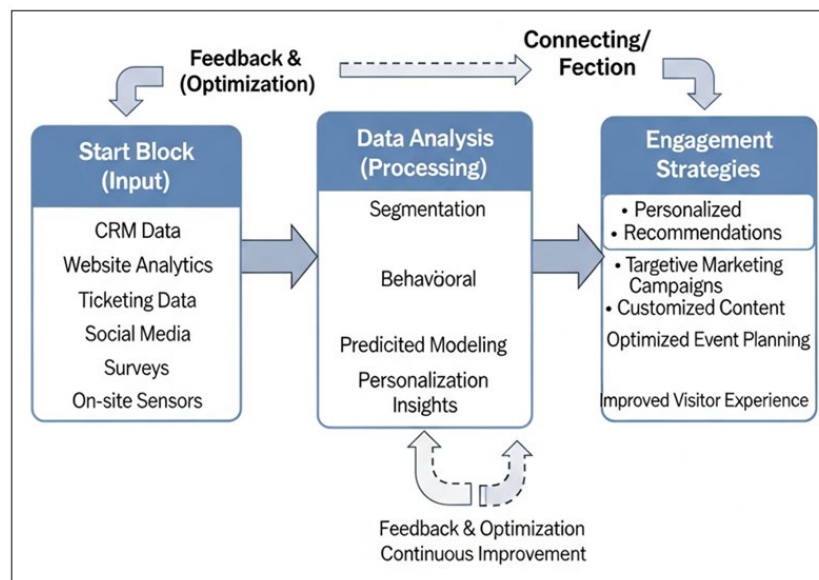 Feedback &
(Optimization)
Connecting/
Fection
Start Block
(Input)
CRM Data
Website Analytics
Ticketing Data
Social Media
Surveys
On-site Sensors
Data Analysis
(Processing)
Segmentation
Behavöoral
Predicited Modeling
Personalization
Insights
Engagement
Strategies
• Personalized
• Recommendations
• Targetive Marketing
Campaigns
• Customized Content
Optimized Event Planning
Improved Visitor Experience
Feedback & Optimization
Continuous Improvement